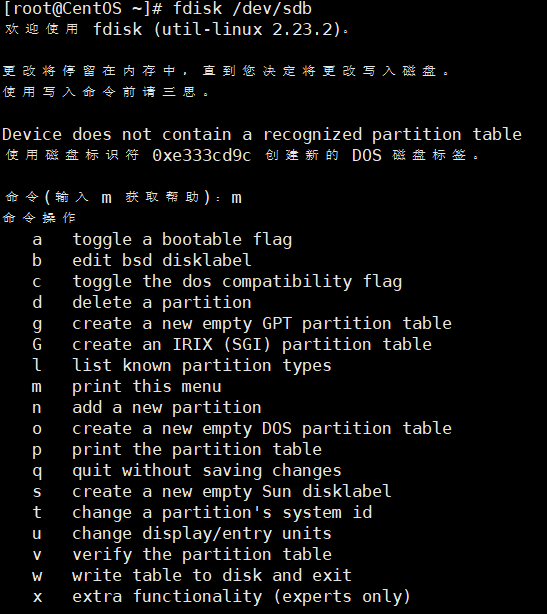 [root@CentOS ~]# fdisk /dev/sdb
欢迎使用 fdisk (util-linux 2.23.2)。
更改将停留在内存中，直到您决定将更改写入磁盘。
使用写入命令前请三思。
Device does not contain a recognized partition table
使用磁盘标识符 0xe333cd9c 创建新的 DOS 磁盘标签。
命令(输入 m 获取帮助)：m
命令操作
a   toggle a bootable flag
b   edit bsd disklabel
c   toggle the dos compatibility flag
d   delete a partition
g   create a new empty GPT partition table
G   create an IRIX (SGI) partition table
l   list known partition types
m   print this menu
n   add a new partition
o   create a new empty DOS partition table
p   print the partition table
q   quit without saving changes
s   create a new empty Sun disklabel
t   change a partition's system id
u   change display/entry units
v   verify the partition table
w   write table to disk and exit
x   extra functionality (experts only)